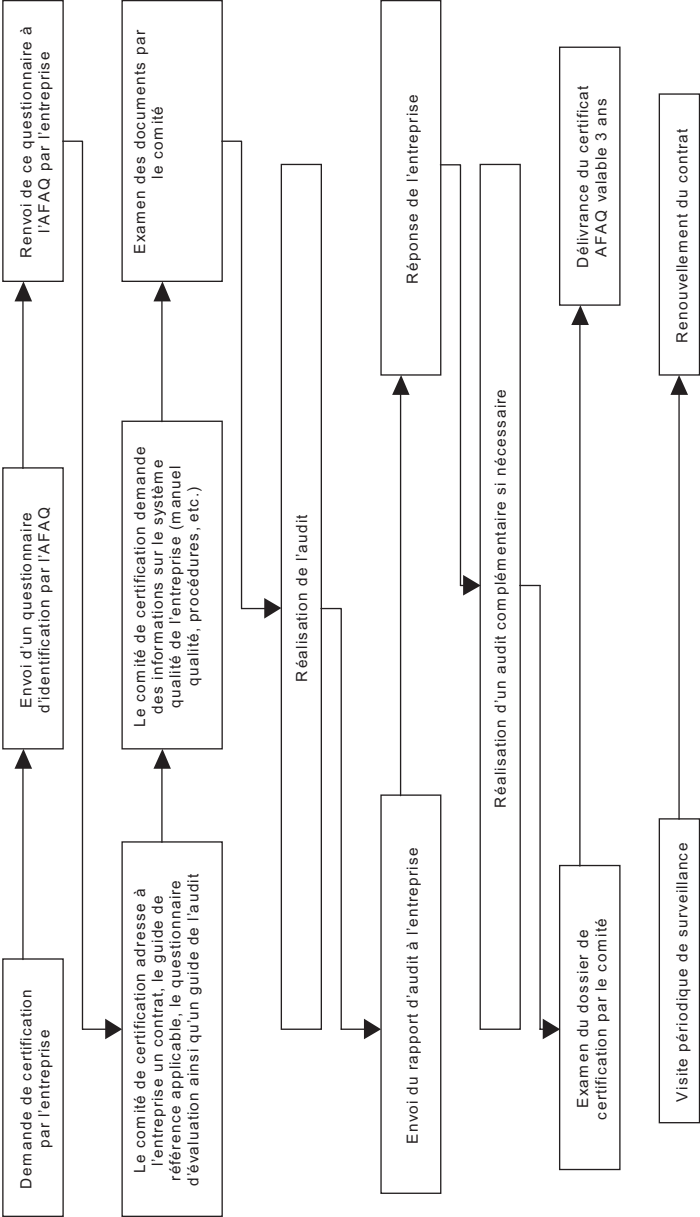 Demande de certification
par l'entreprise
Envoi d'un questionnaire
d'identification par l'AFAQ
Renvoi de ce questionnaire à
l'AFAQ par l'entreprise
Le comité de certification adresse à
l'entreprise un contrat, le guide de
référence applicable, le questionnaire
d'évaluation ainsi qu'un guide de l'audit
Le comité de certification demande
des informations sur le système
qualité de l'entreprise (manuel
qualité, procédures, etc.)
Examen des documents par
le comité
Réalisation de l'audit
Envoi du rapport d'audit à l'entreprise
Réponse de l'entreprise
Réalisation d'un audit complémentaire si nécessaire
Examen du dossier de
certification par le comité
Délivrance du certificat
AFAQ valable 3 ans
Visite périodique de surveillance
Renouvellement du contrat